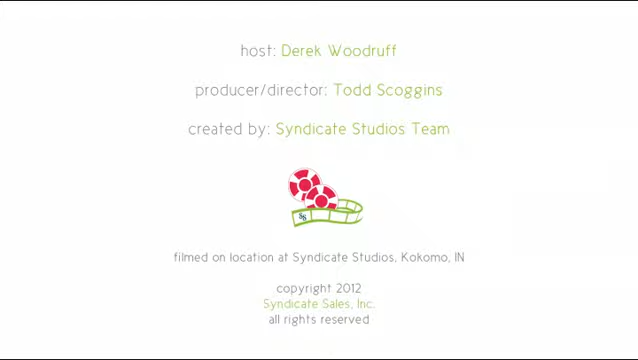 host: Derek Woodruff
producer/director: Todd Scoggins
created by: Syndicate Studios Team
SS
filmed on location at Syndicate Studios, Kokomo, IN
copyright 2012
Syndicate Sales, Inc.
all rights reserved